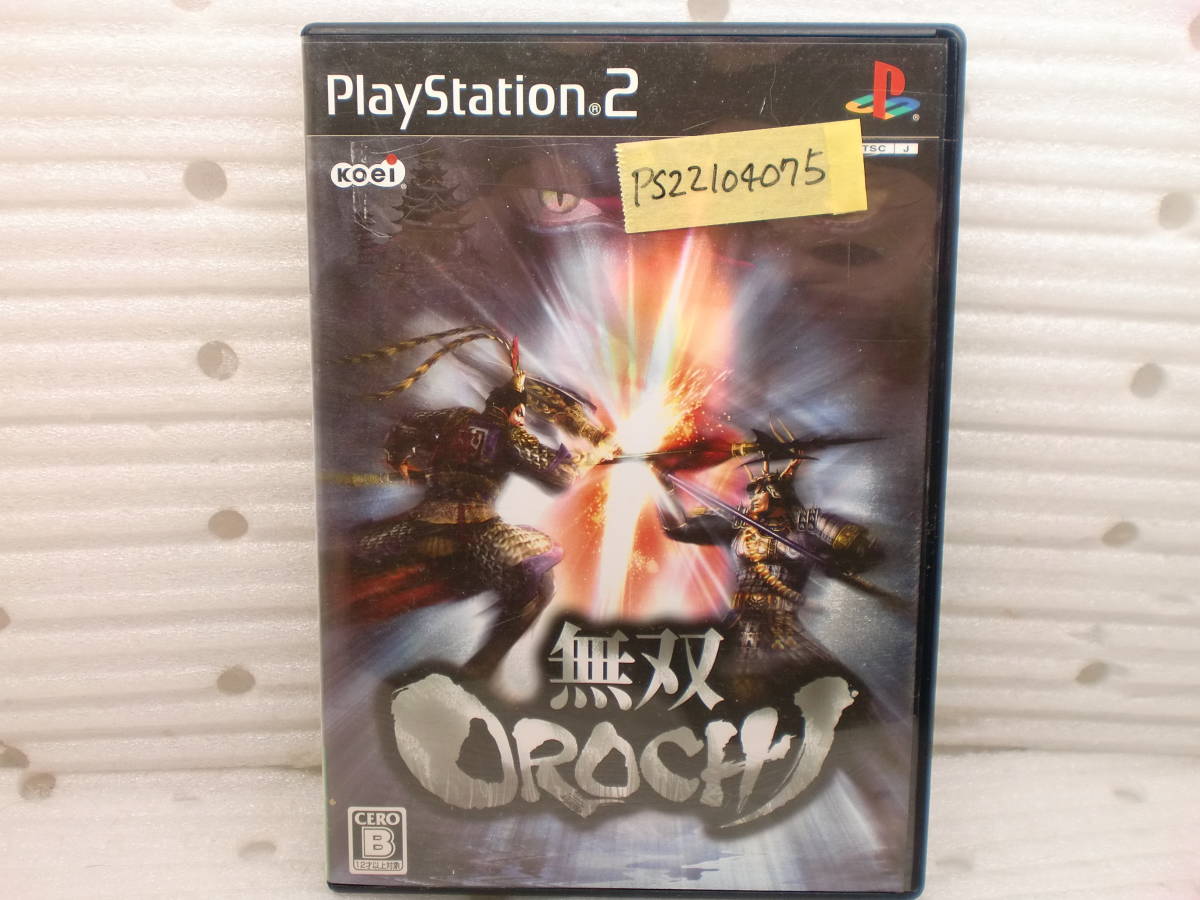 PlayStation®2
®
TSC J
Koei®
PS22104075
無双
OROCHI
CERO
B
12才以上対象